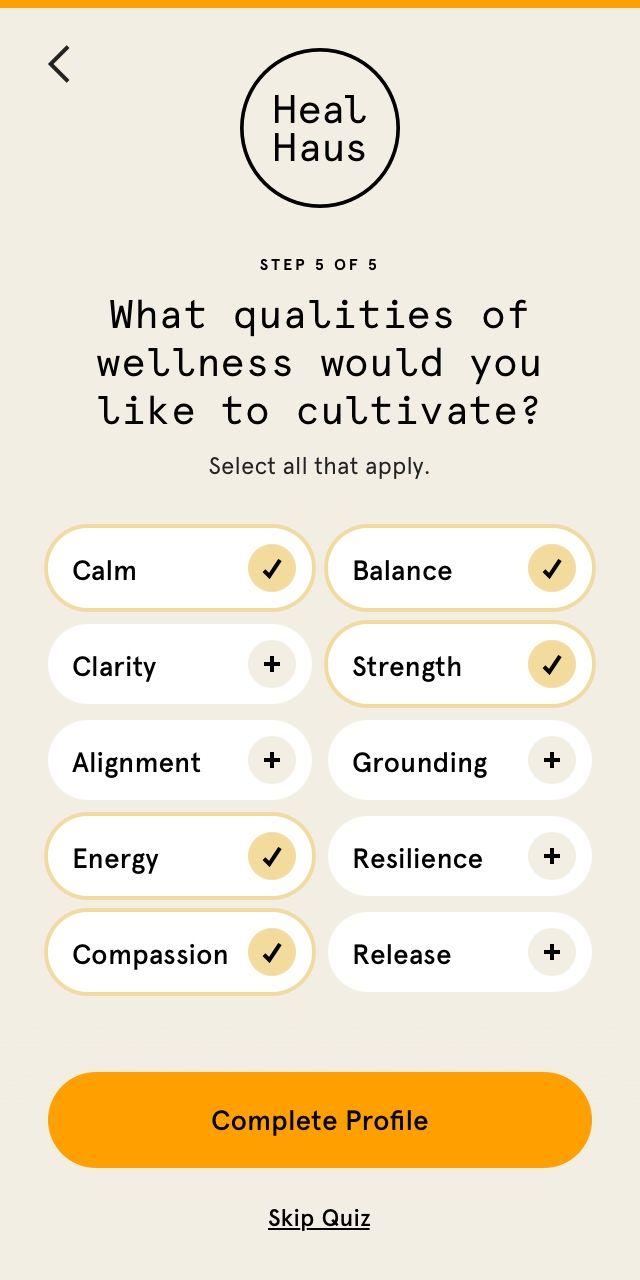 Heal
Haus
STEP 5 OF 5
What qualities of
wellness would you
like to cultivate?
Select all that apply.
Calm
Balance
Clarity
Strength
Alignment
Grounding
Energy
Resilience
Compassion
Release
Complete Profile
Skip Quiz